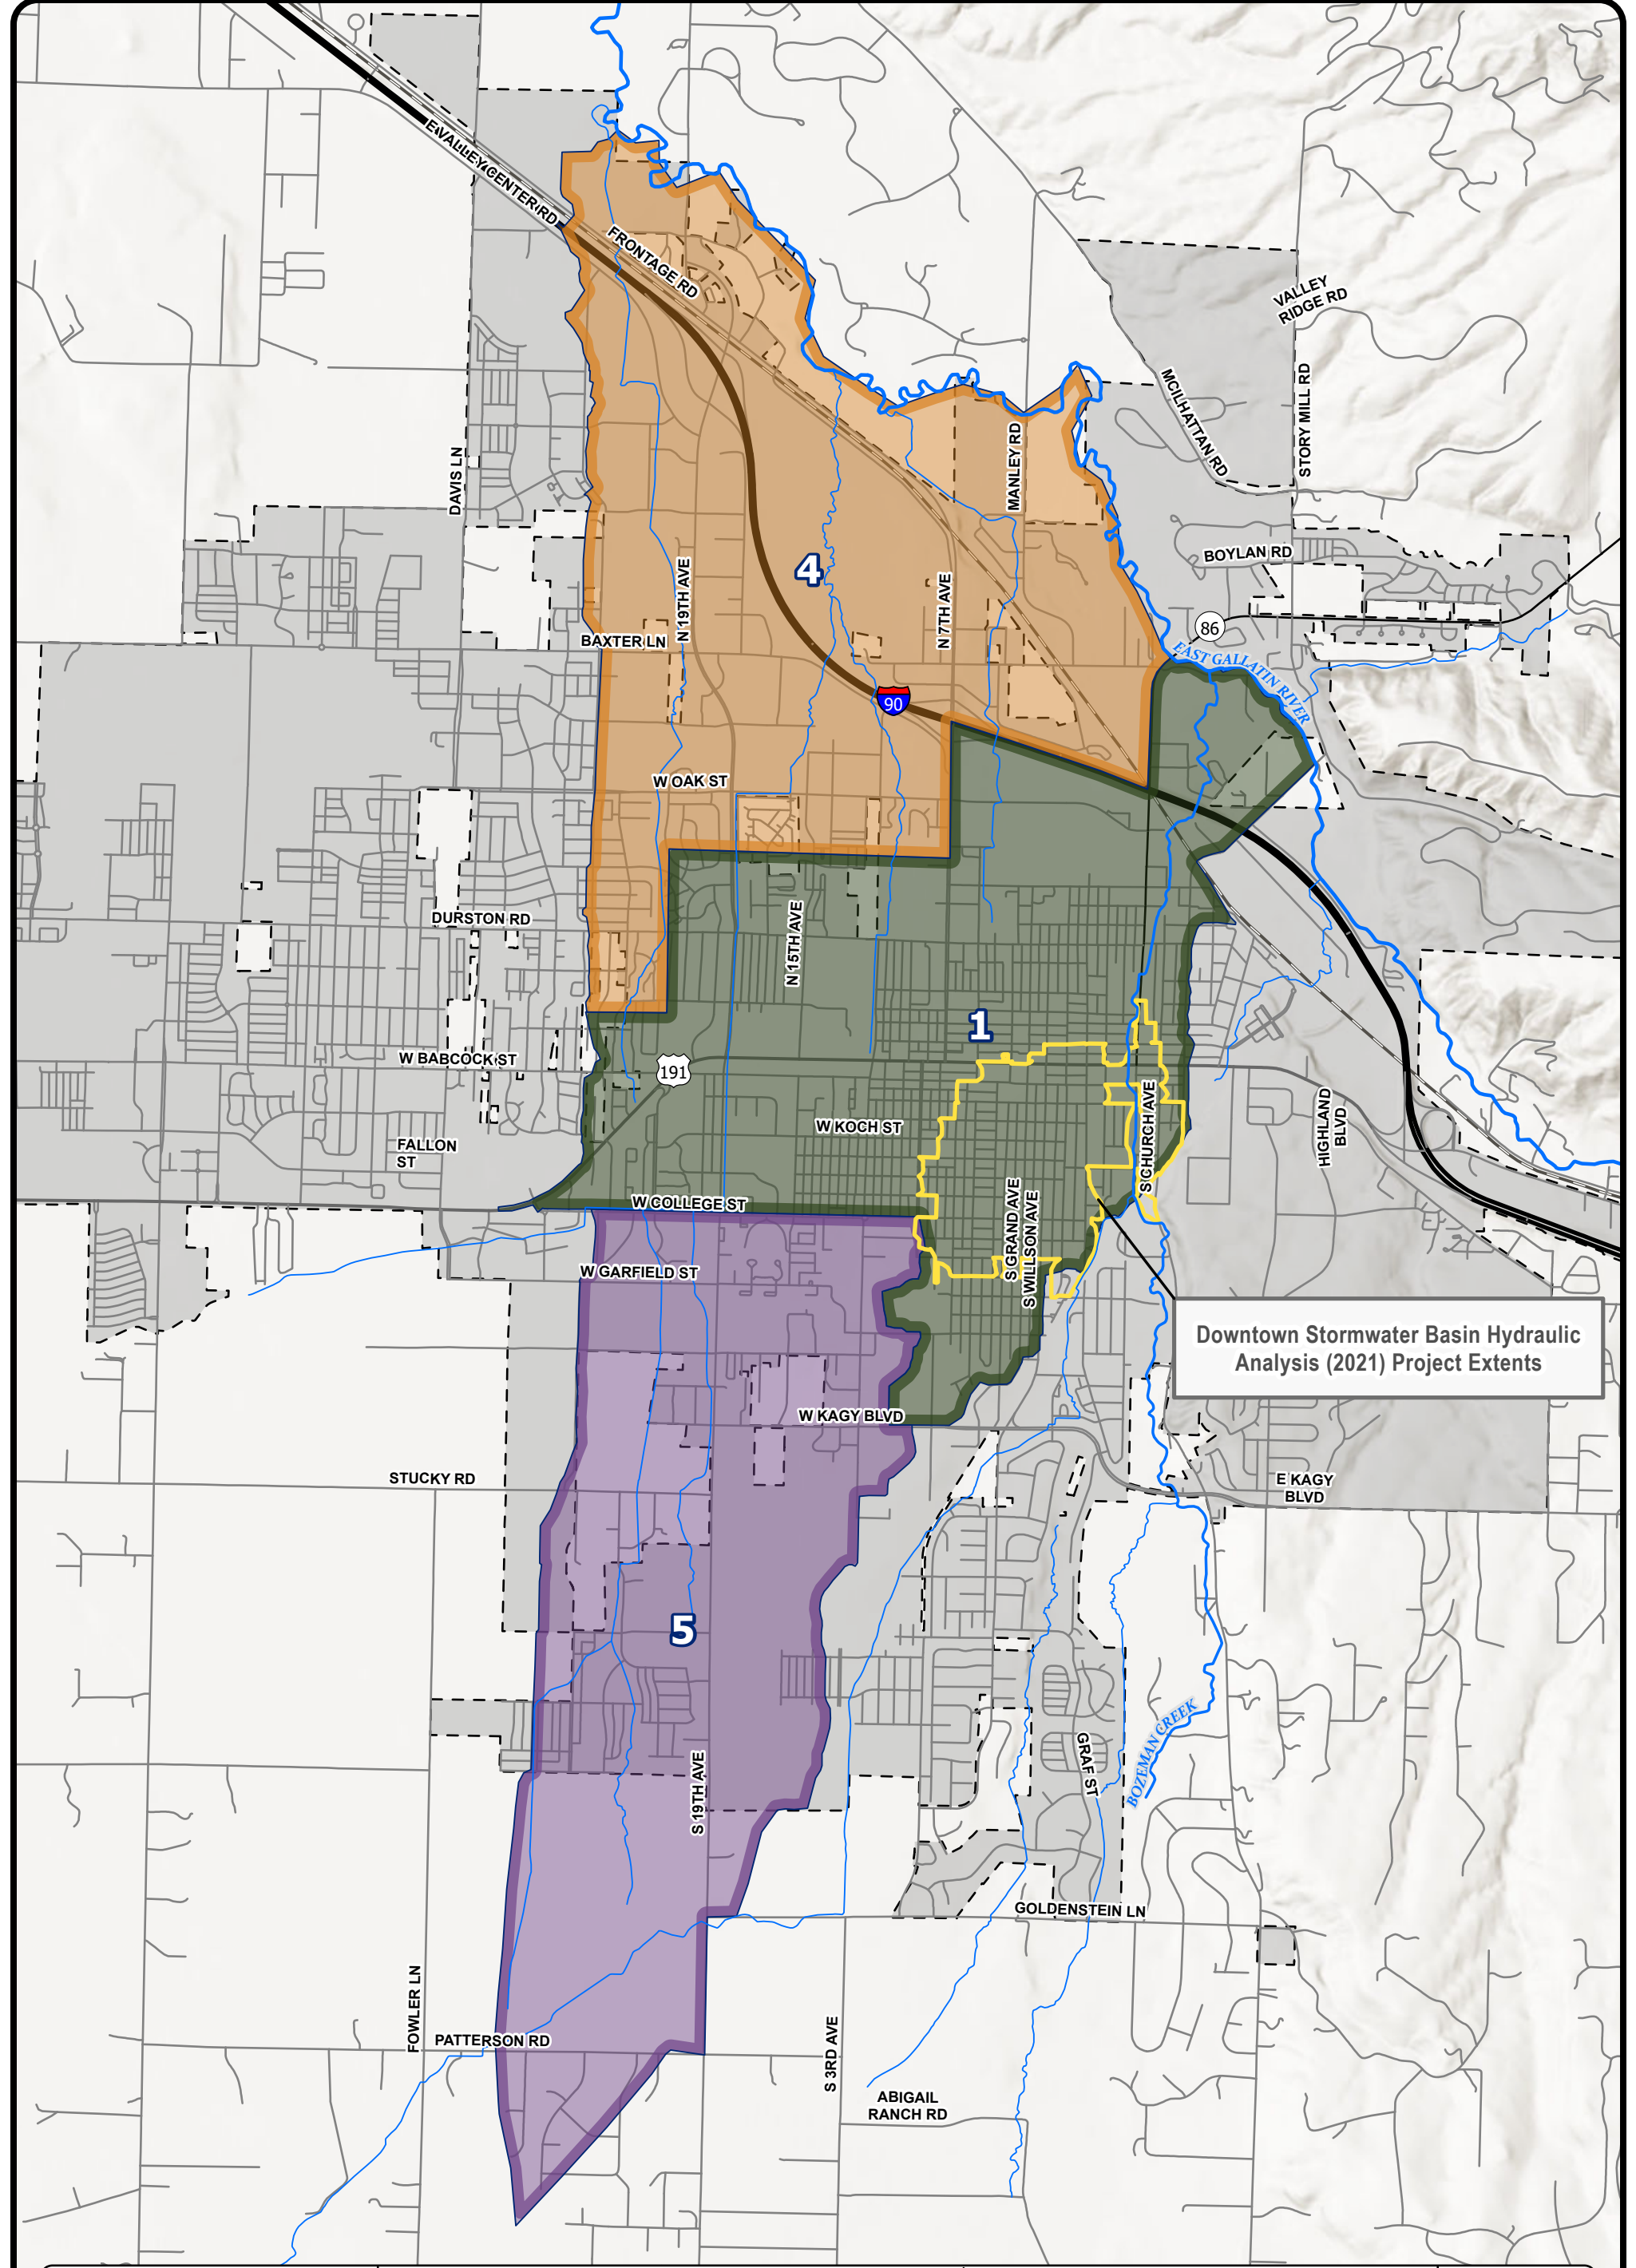 E VALLEY CENTER RD
FRONTAGE RD
VALLEY
RIDGE RD
MCILHATTAN RD
STORY MILL RD
DAVIS LN
MANLEY RD
BOYLAN RD
4
N 19TH AVE
N 7TH AVE
86
BAXTER LN
EAST GALLATIN RIVER
90
W OAK ST
DURSTON RD
N 15TH AVE
1
W BABCOCK ST
191
S CHURCH AVE
HIGHLAND
BLVD
W KOCH ST
FALLON
ST
W COLLEGE ST
S GRAND AVE
S WILLSON AVE
W GARFIELD ST
Downtown Stormwater Basin Hydraulic
Analysis (2021) Project Extents
W KAGY BLVD
STUCKY RD
E KAGY
BLVD
5
BOZEMAN CREEK
GRAF ST
S 19TH AVE
GOLDENSTEIN LN
FOWLER LN
PATTERSON RD
S 3RD AVE
ABIGAIL
RANCH RD